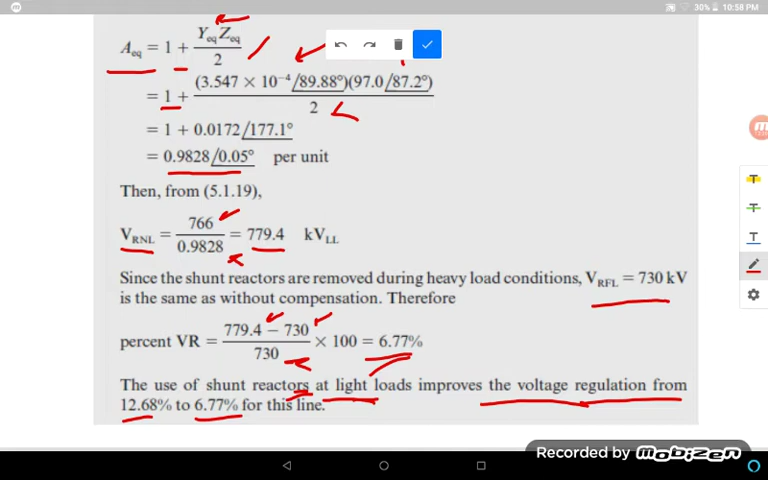 30% 10:58 PM
A_eq = 1 + Y_eq Z_eq / 2
= 1 + (3.547 × 10⁻⁴/89.88°)(97.0/87.2°) / 2
= 1 + 0.0172/177.1°
= 0.9828/0.05° per unit
Then, from (5.1.19),
V_RNL = 766 / 0.9828 = 779.4 kV_LL
Since the shunt reactors are removed during heavy load conditions, V_RFL = 730 kV
is the same as without compensation. Therefore
percent VR = 779.4 − 730 / 730 × 100 = 6.77%
The use of shunt reactors at light loads improves the voltage regulation from
12.68% to 6.77% for this line.
T
T
T
Recorded by MOBIZEN